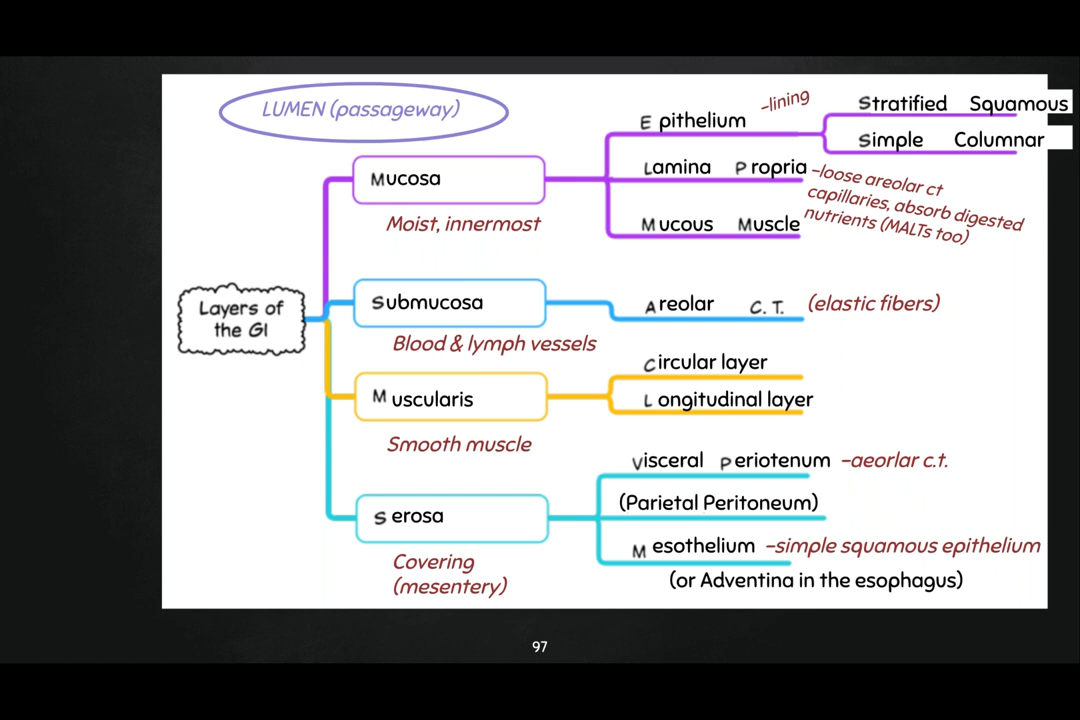 LUMEN (passageway)
Layers of
the GI
Mucosa
Moist, innermost
Epithelium
-lining
Stratified Squamous
Simple Columnar
Lamina Propria
-loose areolar ct
capillaries, absorb digested
nutrients (MALTs too)
Mucous Muscle
Submucosa
Blood & lymph vessels
Areolar C. T.
(elastic fibers)
Muscularis
Smooth muscle
Circular layer
Longitudinal layer
Serosa
Covering
(mesentery)
Visceral Periotenum
-aeorlar c.t.
(Parietal Peritoneum)
Mesothelium
-simple squamous epithelium
(or Adventina in the esophagus)
97